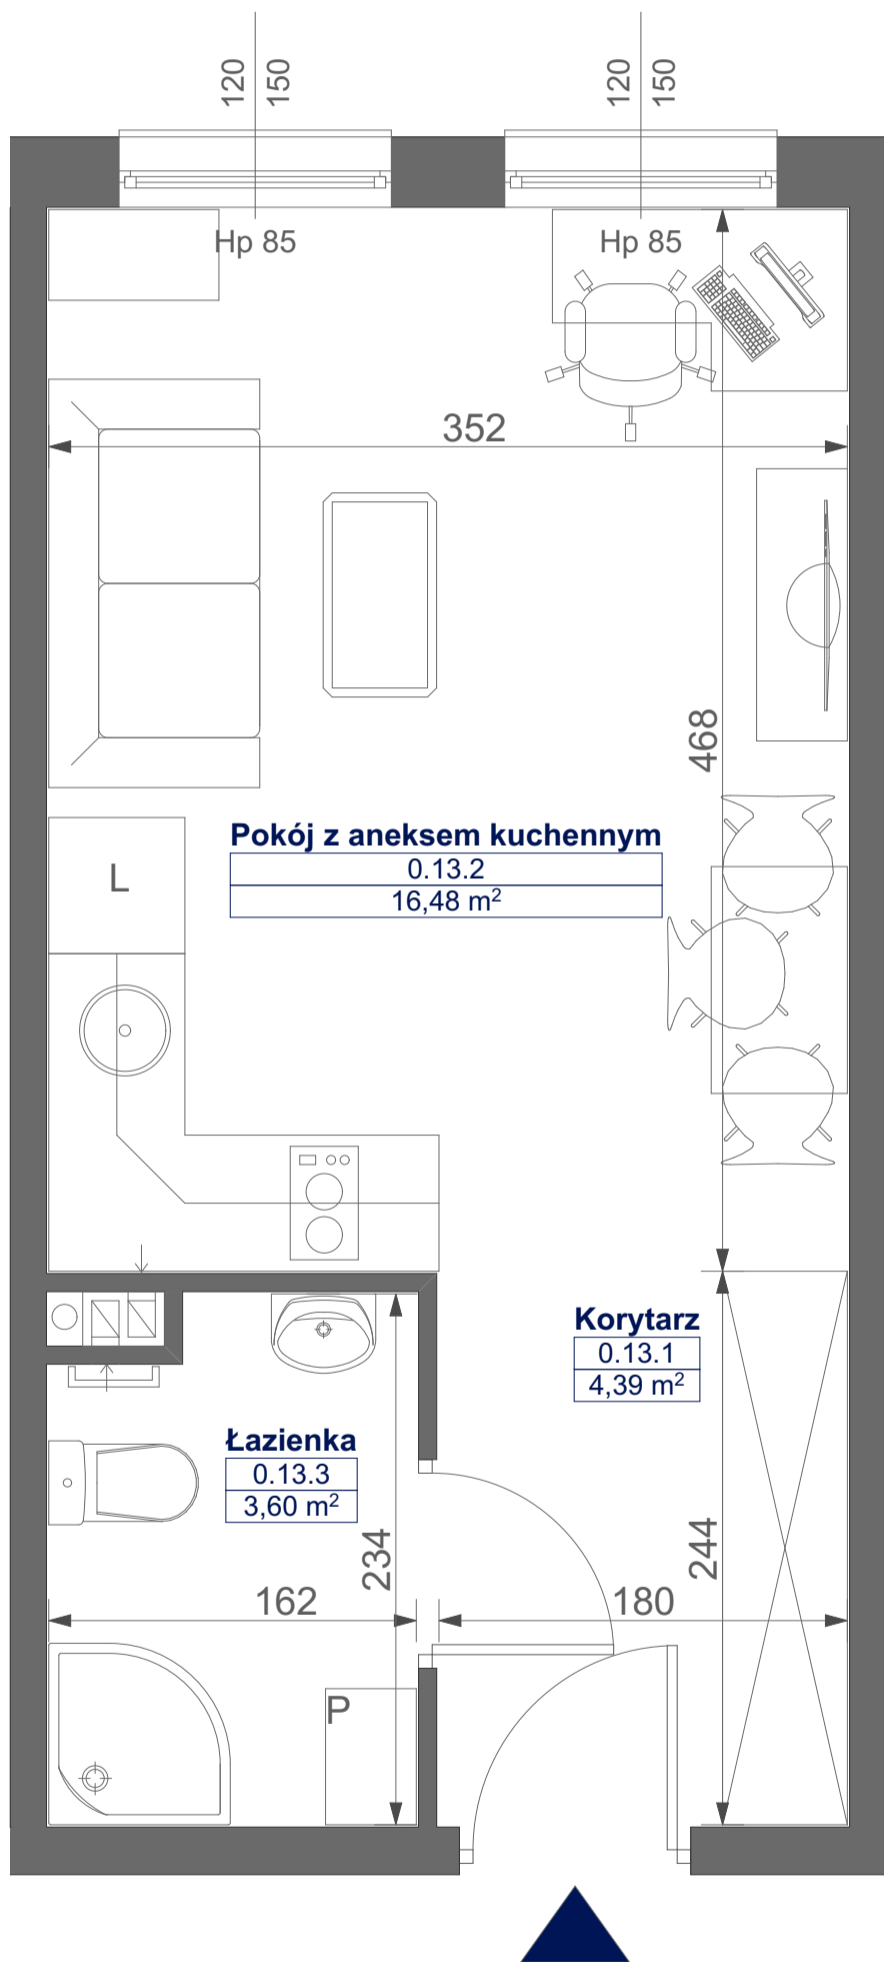 120
150
120
150
Hp 85
Hp 85
352
468
Pokój z aneksem kuchennym
0.13.2
16,48 m²
L
Korytarz
0.13.1
4,39 m²
Łazienka
0.13.3
3,60 m²
234
244
162
180
P